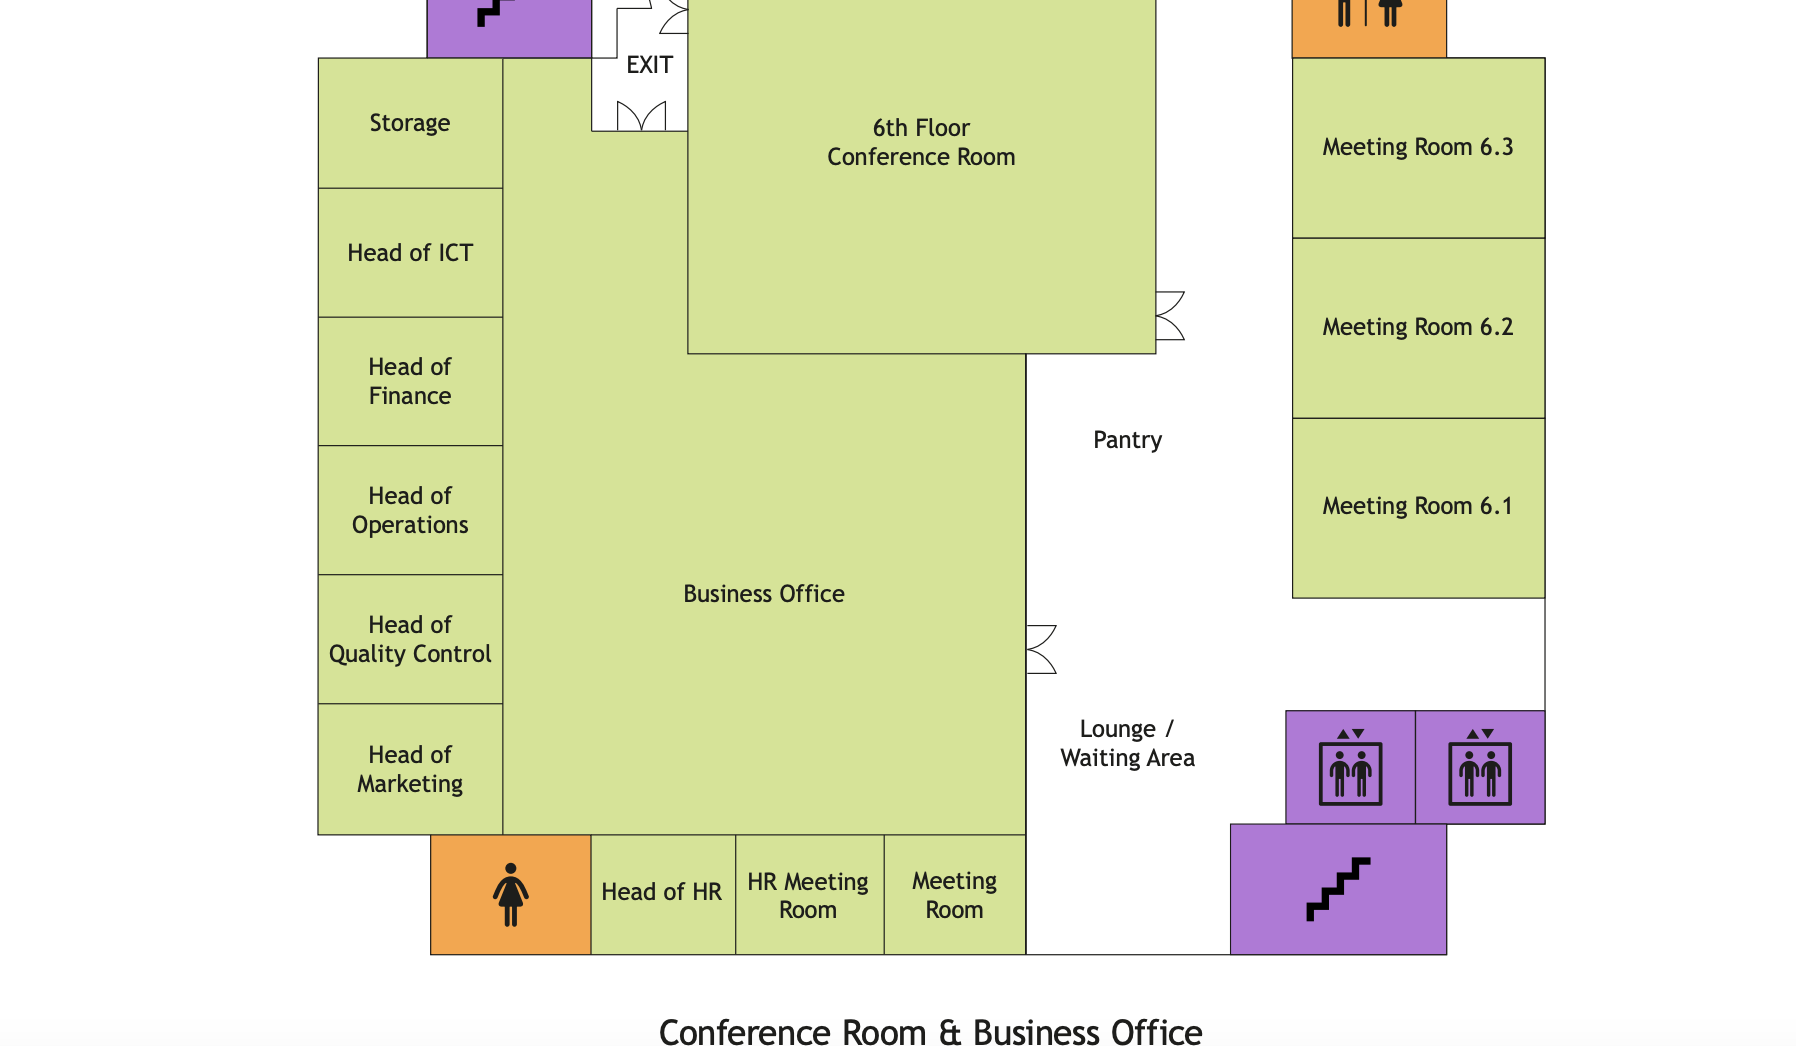 EXIT
Storage
6th Floor
Conference Room
Meeting Room 6.3
Head of ICT
Meeting Room 6.2
Head of
Finance
Pantry
Head of
Operations
Meeting Room 6.1
Business Office
Head of
Quality Control
Lounge /
Waiting Area
Head of
Marketing
Head of HR
HR Meeting
Room
Meeting
Room
Conference Room & Business Office